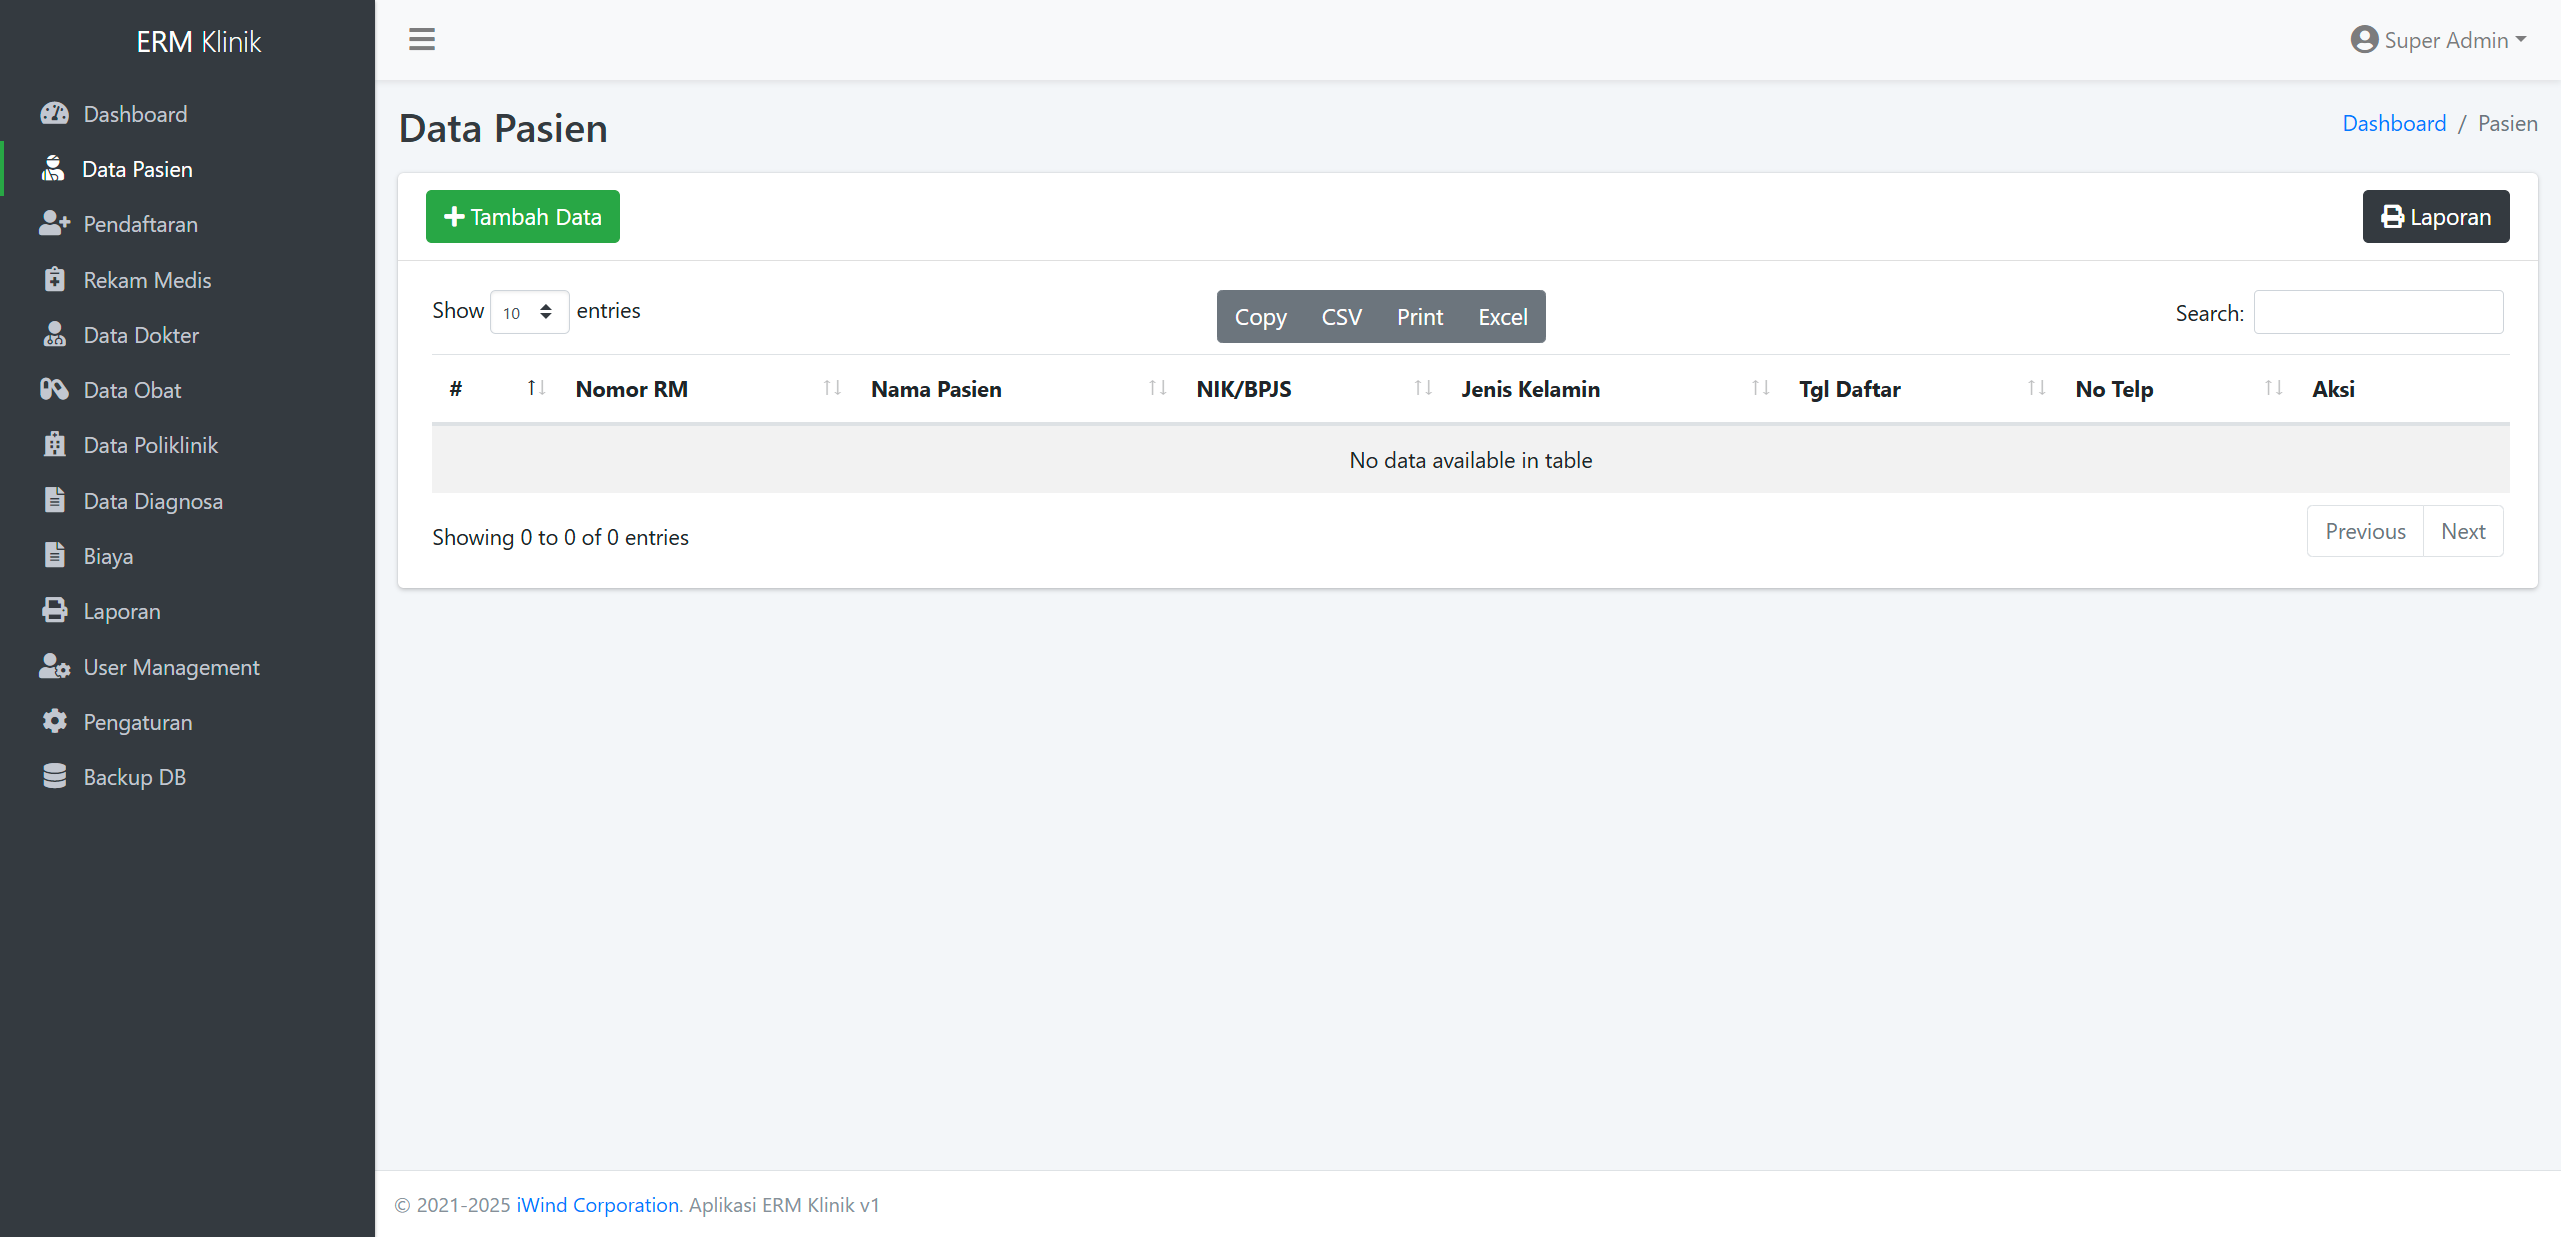 ERM Klinik
Super Admin
Dashboard
Data Pasien
Pendaftaran
Rekam Medis
Data Dokter
Data Obat
Data Poliklinik
Data Diagnosa
Biaya
Laporan
User Management
Pengaturan
Backup DB
Data Pasien
Dashboard / Pasien
Tambah Data
Laporan
Show 10 entries
Copy CSV Print Excel
Search:
# Nomor RM Nama Pasien NIK/BPJS Jenis Kelamin Tgl Daftar No Telp Aksi
No data available in table
Showing 0 to 0 of 0 entries
Previous Next
© 2021-2025 iWind Corporation. Aplikasi ERM Klinik v1